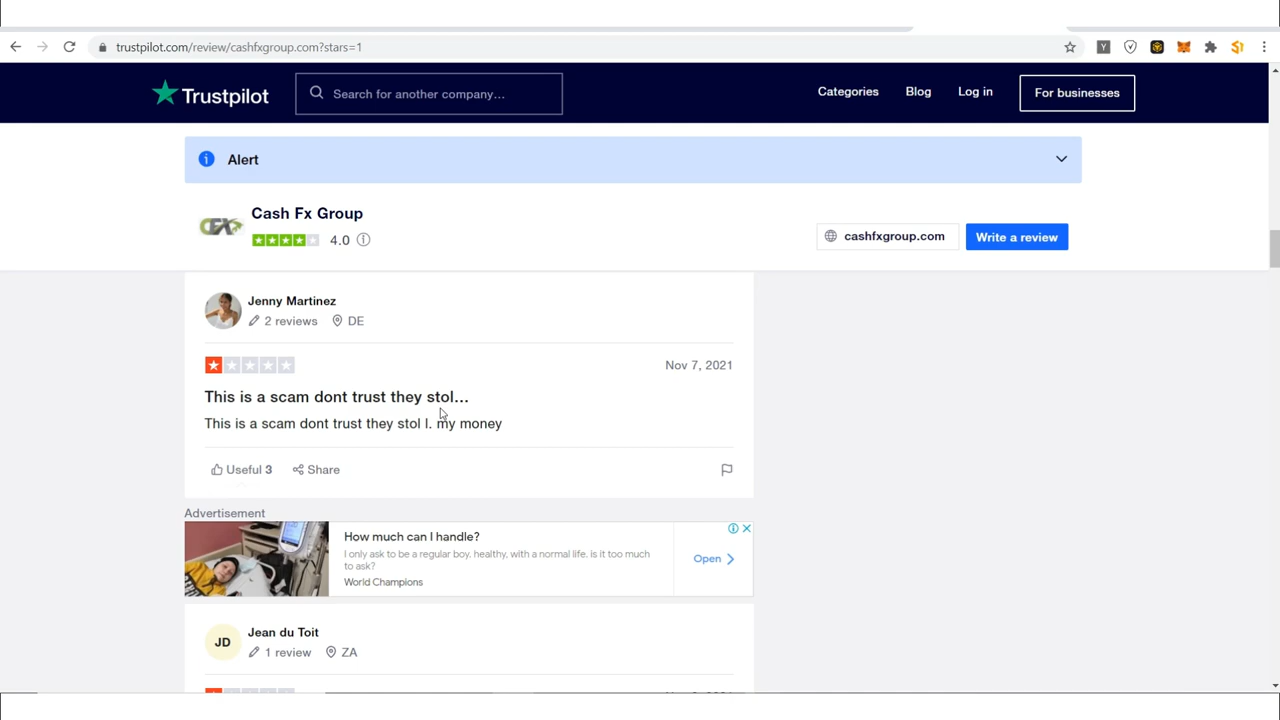 trustpilot.com/review/cashfxgroup.com?stars=1
Trustpilot
Search for another company…
Categories
Blog
Log in
For businesses
Alert
Cash Fx Group
4.0
cashfxgroup.com
Write a review
Jenny Martinez
2 reviews DE
Nov 7, 2021
This is a scam dont trust they stol…
This is a scam dont trust they stol I. my money
Useful 3
Share
Advertisement
How much can I handle?
I only ask to be a regular boy. healthy, with a normal life. is it too much
to ask?
World Champions
Open
JD
Jean du Toit
1 review ZA